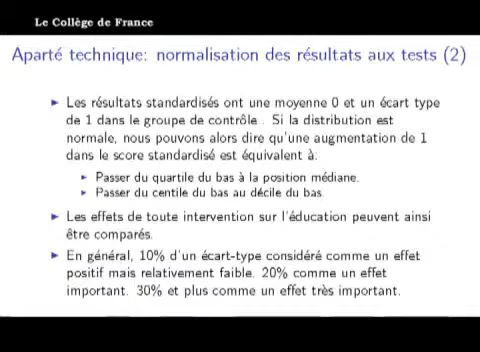 Le Collège de France
Aparté technique: normalisation des résultats aux tests (2)
Les résultats standardisés ont une moyenne 0 et un écart type
de 1 dans le groupe de contrôle . Si la distribution est
normale, nous pouvons alors dire qu'une augmentation de 1
dans le score standardisé est équivalent à:
Passer du quartile du bas à la position médiane.
Passer du centile du bas au décile du bas.
Les effets de toute intervention sur l'éducation peuvent ainsi
être comparés.
En général, 10% d'un écart-type considéré comme un effet
positif mais relativement faible. 20% comme un effet
important. 30% et plus comme un effet très important.